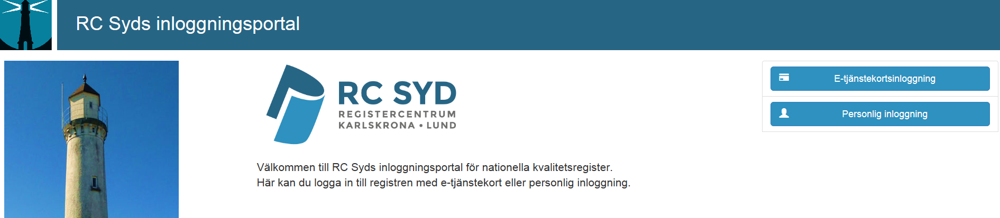 RC Syds inloggningsportal
RC SYD
REGISTERCENTRUM
KARLSKRONA • LUND
Välkommen till RC Syds inloggningsportal för nationella kvalitetsregister.
Här kan du logga in till registren med e-tjänstekort eller personlig inloggning.
E-tjänstekortsinloggning
Personlig inloggning